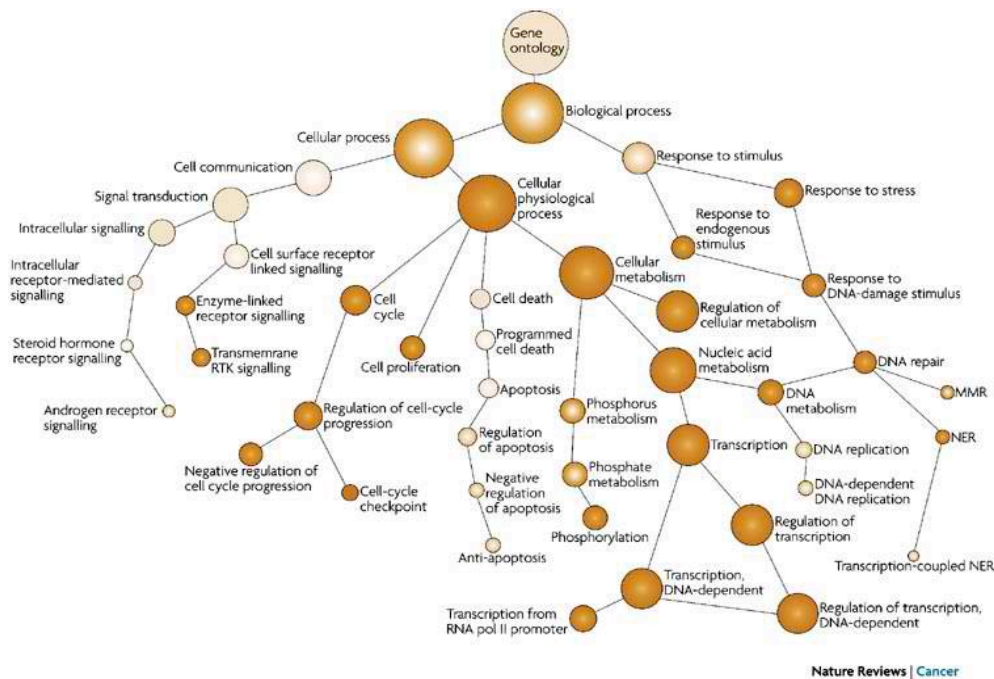 Gene
ontology
Biological process
Cellular process
Cell communication
Response to stimulus
Signal transduction
Cellular
physiological
process
Response to stress
Intracellular signalling
Response to
endogenous
stimulus
Cell surface receptor
linked signalling
Intracellular
receptor-mediated
signalling
Cellular
metabolism
Response to
DNA-damage stimulus
Enzyme-linked
receptor signalling
Cell
cycle
Cell death
Regulation of
cellular metabolism
Steroid hormone
receptor signalling
Transmemrane
RTK signalling
Cell proliferation
Programmed
cell death
Nucleic acid
metabolism
DNA repair
Apoptosis
DNA
metabolism
MMR
Androgen receptor
signalling
Regulation of cell-cycle
progression
Phosphorus
metabolism
Regulation
of apoptosis
Transcription
DNA replication
NER
Negative regulation of
cell cycle progression
Cell-cycle
checkpoint
Negative
regulation
of apoptosis
Phosphate
metabolism
DNA-dependent
DNA replication
Phosphorylation
Regulation of
transcription
Anti-apoptosis
Transcription-coupled NER
Transcription,
DNA-dependent
Transcription from
RNA pol II promoter
Regulation of transcription,
DNA-dependent
Nature Reviews | Cancer